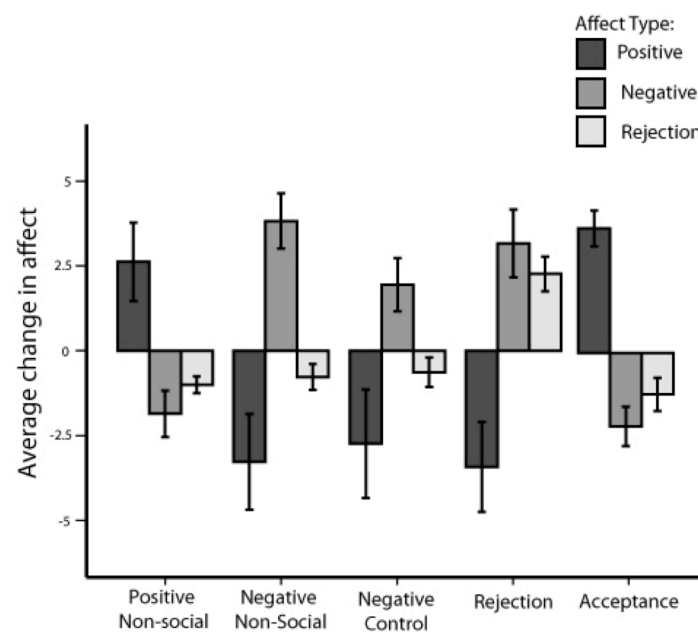 Affect Type:
Positive
Negative
Rejection
Average change in affect
5
2.5
0
-2.5
-5
Positive
Non-social
Negative
Non-Social
Negative
Control
Rejection
Acceptance